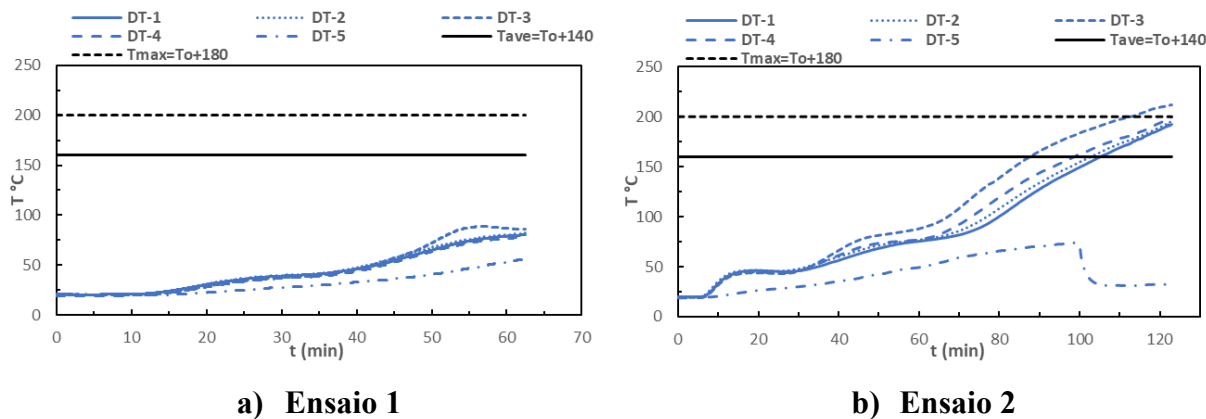 DT-1 DT-2 DT-3
DT-4 DT-5 Tave=To+140
Tmax=To+180
250
200
150
100
50
0
T °C
0 10 20 30 40 50 60 70
t (min)
a) Ensaio 1
DT-1 DT-2 DT-3
DT-4 DT-5 Tave=To+140
Tmax=To+180
250
200
150
100
50
0
T °C
0 20 40 60 80 100 120
t (min)
b) Ensaio 2